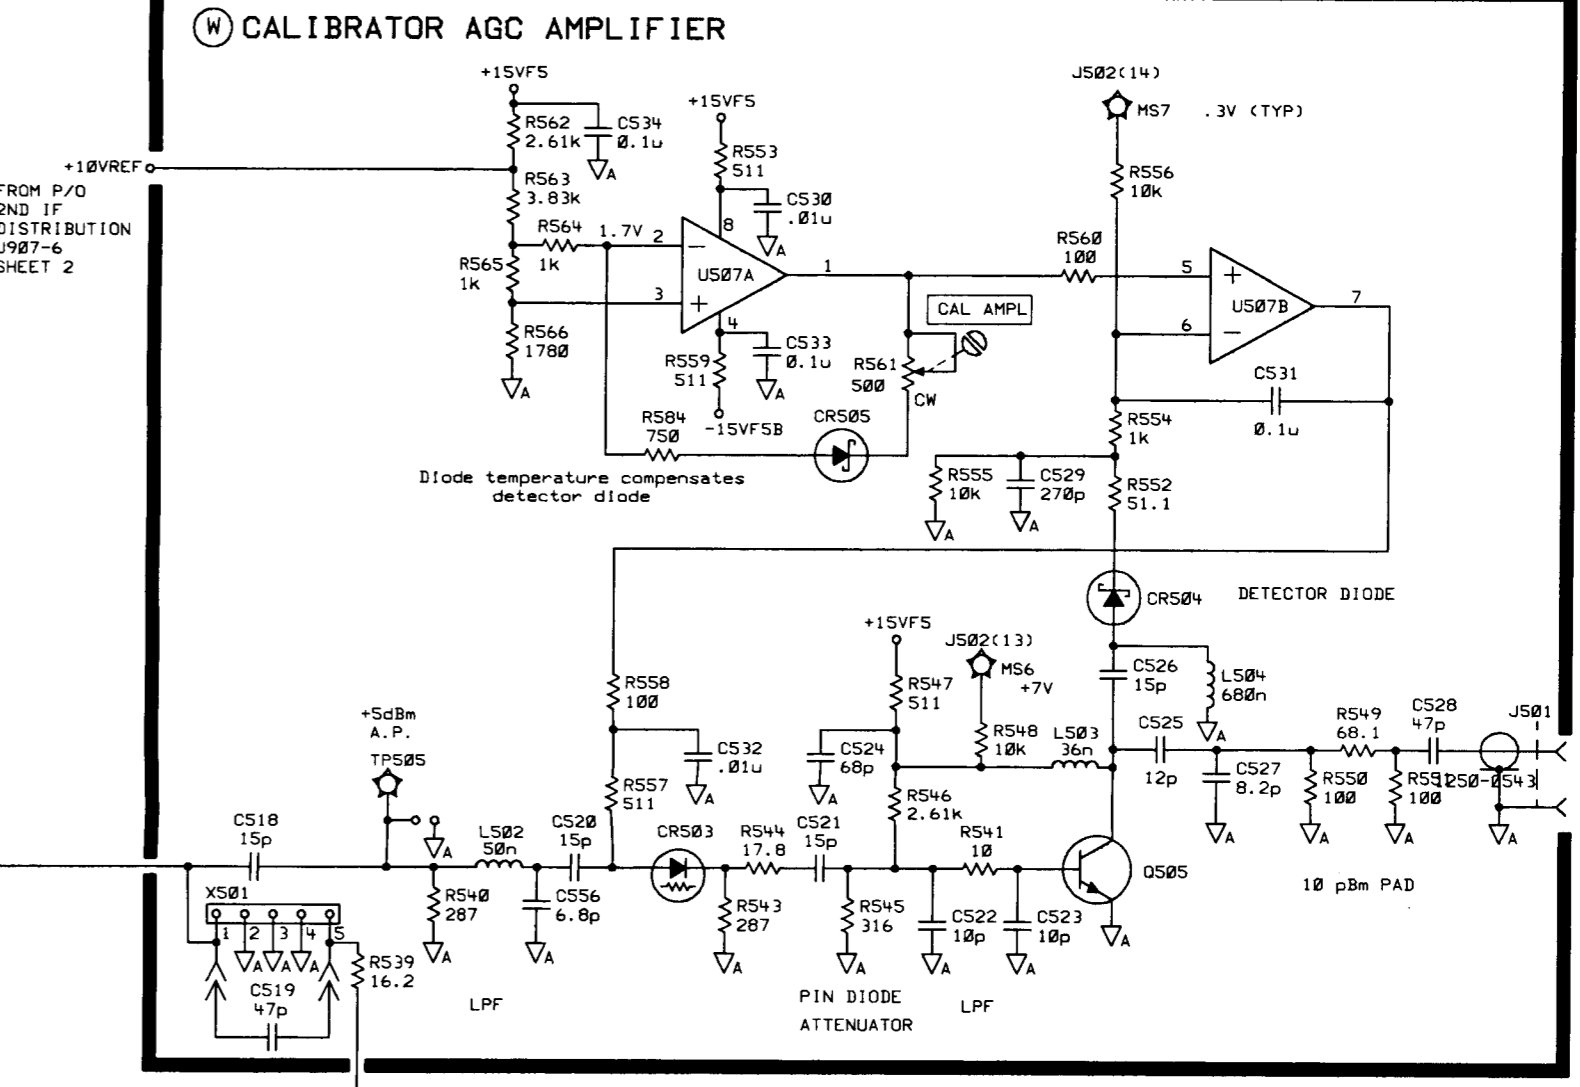 W CALIBRATOR AGC AMPLIFIER
+15VF5
R562
2.61k
C534
0.1u
A
+10VREF
FROM P/O
2ND IF
DISTRIBUTION
U907-6
SHEET 2
R563
3.83k
R564
1k
1.7V
R565
1k
R566
1780
A
+15VF5
R553
511
C530
.01u
A
8
2
3
U507A
1
4
R559
511
C533
0.1u
A
-15VF5B
R584
750
CR505
Diode temperature compensates
detector diode
CAL AMPL
R561
500
CW
J502(14)
MS7 .3V (TYP)
R556
10k
R560
100
5
6
U507B
7
C531
0.1u
R554
1k
R555
10k
A
C529
270p
A
R552
51.1
CR504
DETECTOR DIODE
+15VF5
J502(13)
MS6
+7V
R547
511
R548
10k
L503
36n
C526
15p
L504
680n
A
C525
12p
C527
8.2p
A
R549
68.1
C528
47p
J501
R550
100
A
R551
100
A
1250-0543
A
R558
100
C532
.01u
A
R557
511
C524
68p
A
R546
2.61k
+5dBm
A.P.
TP505
A
C518
15p
L502
50n
C520
15p
CR503
R544
17.8
C521
15p
R541
10
Q505
A
10 pBm PAD
X501
1
2
3
4
5
A
A
A
R540
287
A
C556
6.8p
A
R543
287
A
R545
316
A
C522
10p
A
C523
10p
A
R539
16.2
C519
47p
LPF
PIN DIODE
ATTENUATOR
LPF